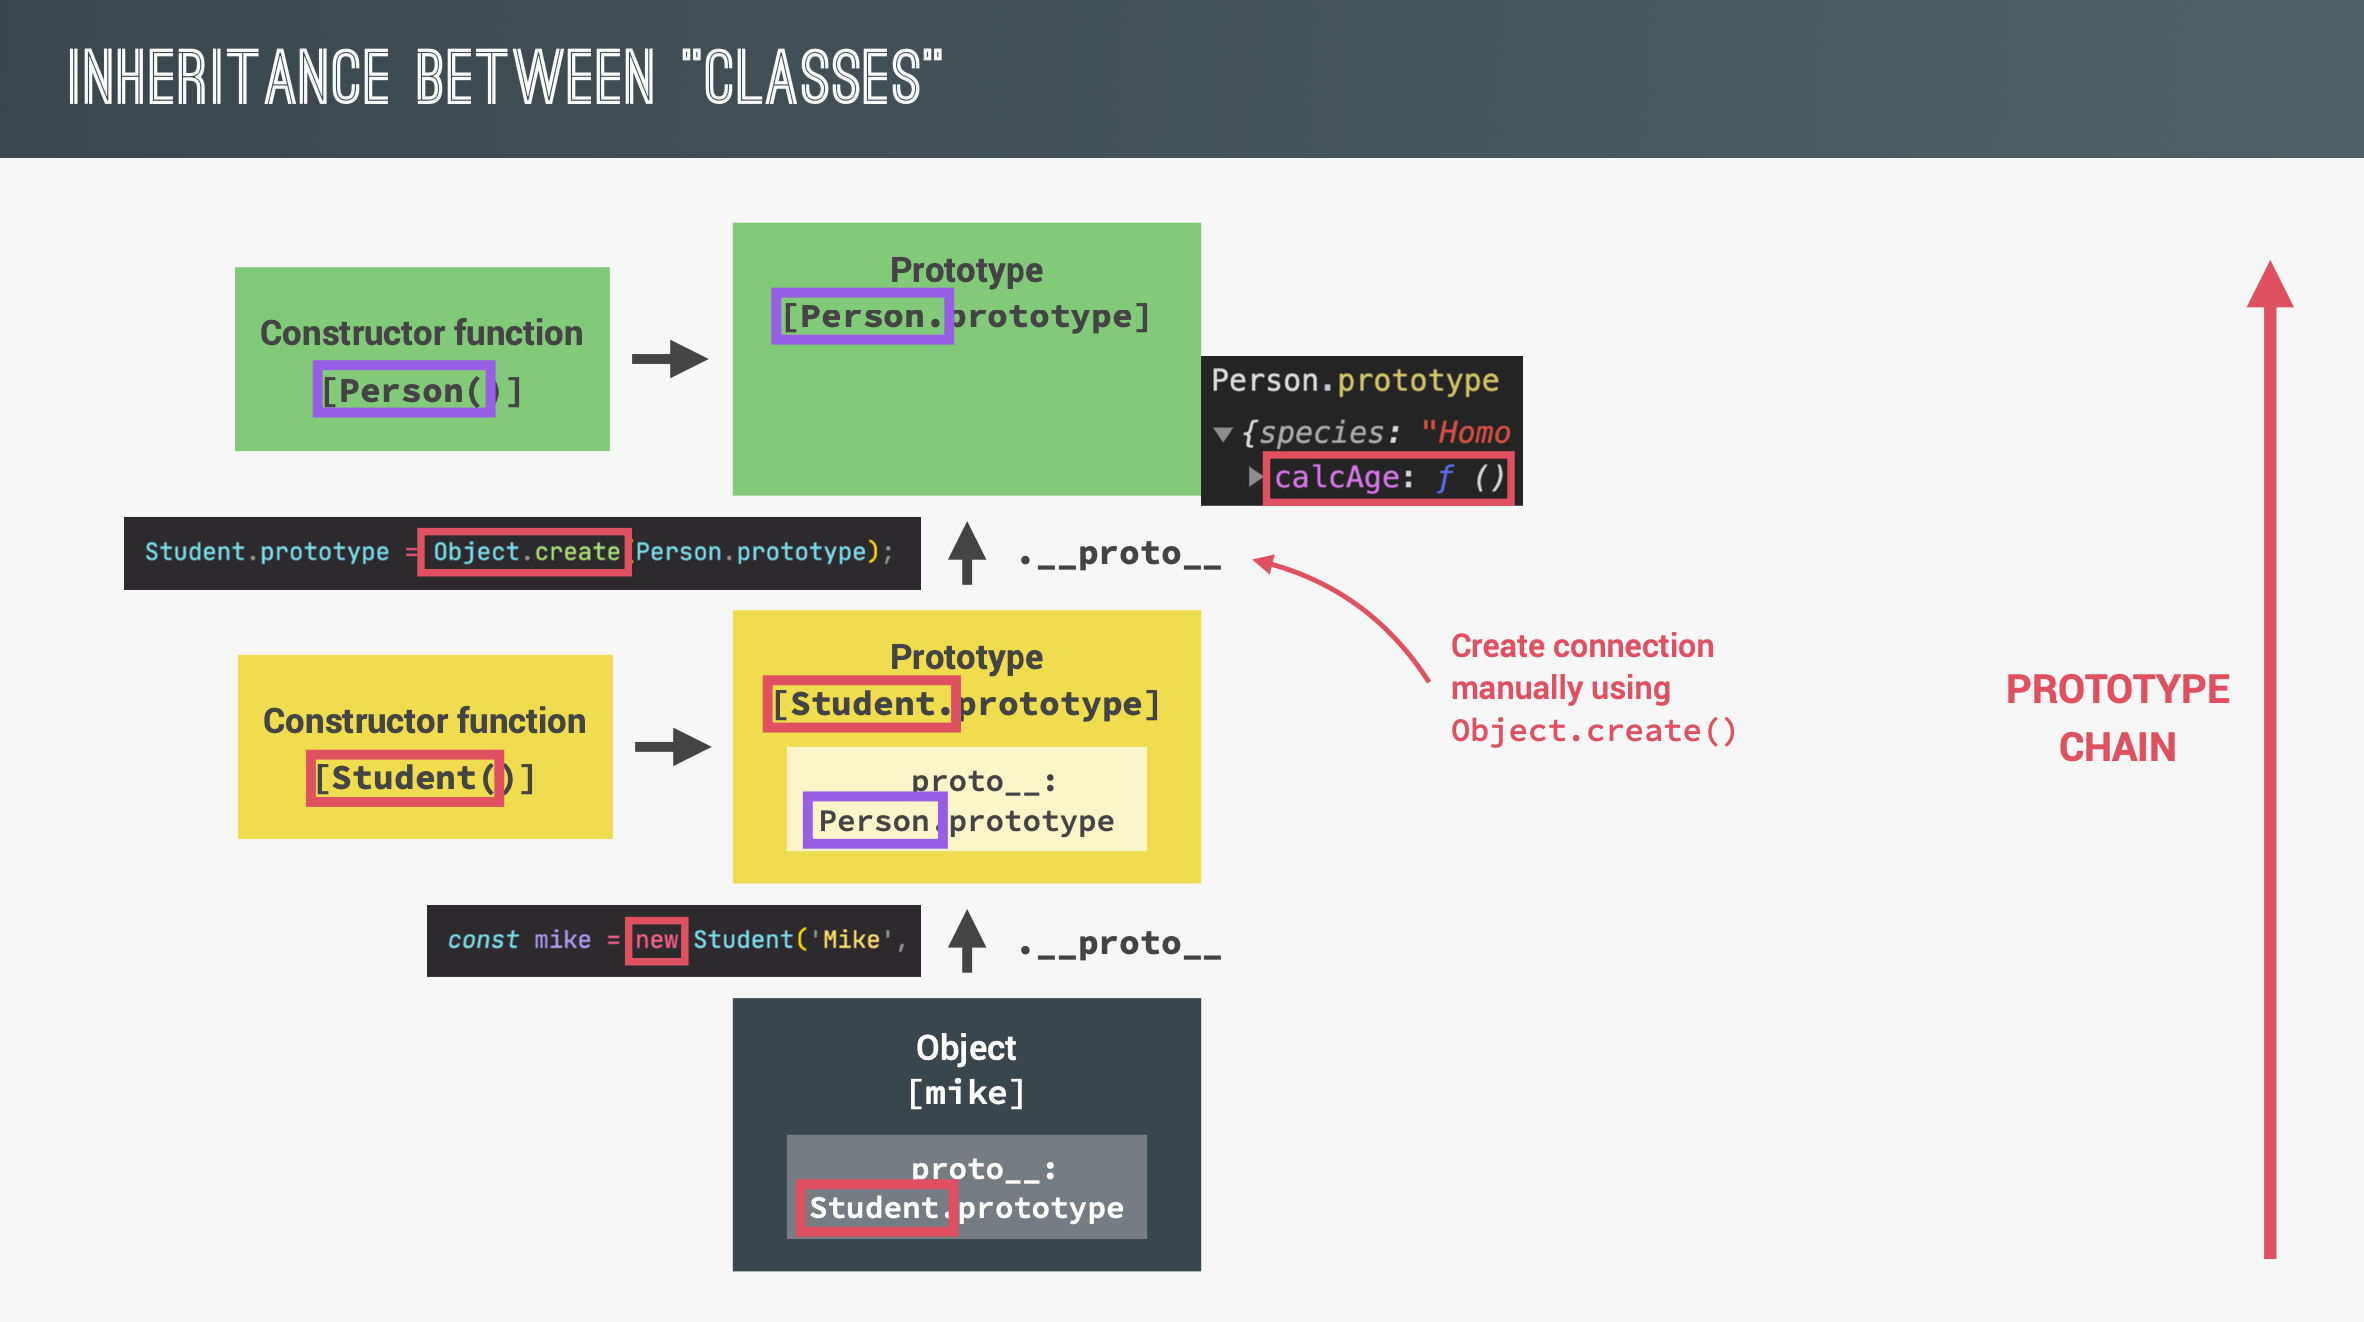 INHERITANCE BETWEEN "CLASSES"
Prototype
[Person.prototype]
Constructor function
[Person()]
Person.prototype
{species: "Homo
calcAge: ƒ ()
Student.prototype = Object.create(Person.prototype);
.__proto__
Create connection
manually using
Object.create()
PROTOTYPE
CHAIN
Prototype
[Student.prototype]
Constructor function
[Student()]
proto__:
Person.prototype
const mike = new Student('Mike',
.__proto__
Object
[mike]
proto__:
Student.prototype